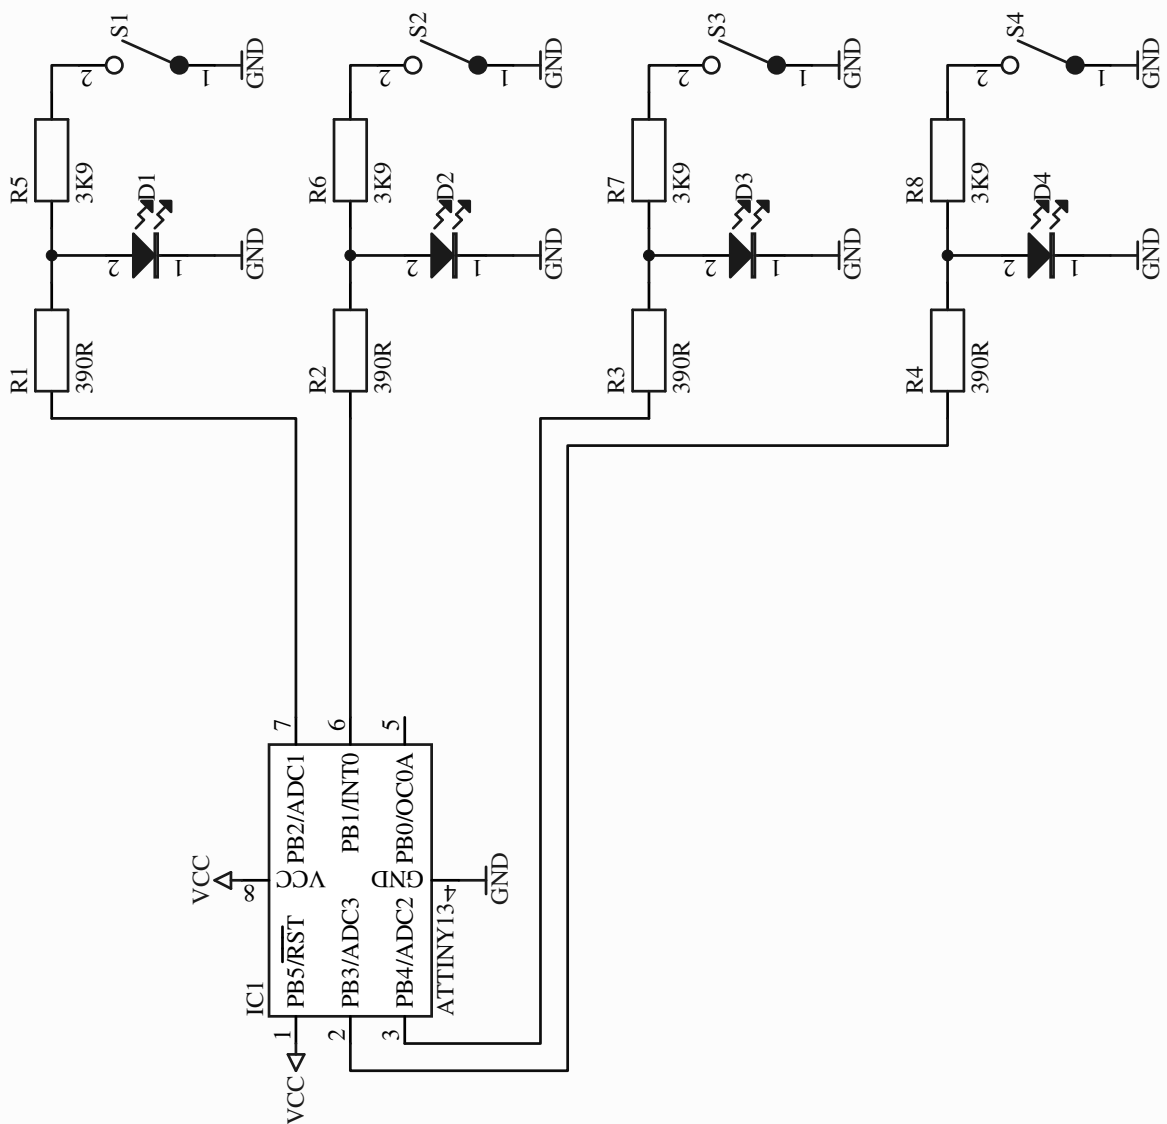 S1
2
1
GND
R5
3K9
D1
2
1
GND
R1
390R
S2
2
1
GND
R6
3K9
D2
2
1
GND
R2
390R
S3
2
1
GND
R7
3K9
D3
2
1
GND
R3
390R
S4
2
1
GND
R8
3K9
D4
2
1
GND
R4
390R
7
6
5
PB2/ADC1
PB1/INT0
PB0/OC0A
VCC
8
VCC
GND
4
GND
PB5/RST
PB3/ADC3
PB4/ADC2
IC1
ATTINY13
1
2
3
VCC